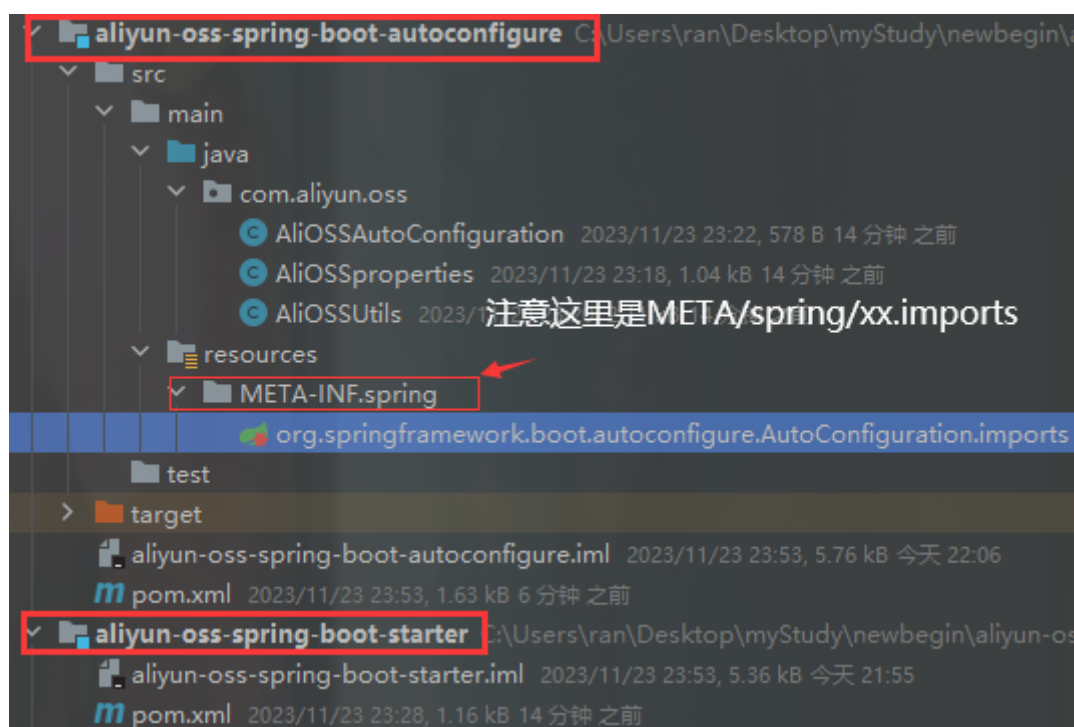 aliyun-oss-spring-boot-autoconfigure C:\Users\ran\Desktop\myStudy\newbegin\
src
main
java
com.aliyun.oss
AliOSSAutoConfiguration 2023/11/23 23:22, 578 B 14 分钟 之前
AliOSSproperties 2023/11/23 23:18, 1.04 kB 14 分钟 之前
AliOSSUtils 2023/1
注意这里是META/spring/xx.imports
resources
META-INF.spring
org.springframework.boot.autoconfigure.AutoConfiguration.imports
test
target
aliyun-oss-spring-boot-autoconfigure.iml 2023/11/23 23:53, 5.76 kB 今天 22:06
pom.xml 2023/11/23 23:53, 1.63 kB 6 分钟 之前
aliyun-oss-spring-boot-starter C:\Users\ran\Desktop\myStudy\newbegin\aliyun-os
aliyun-oss-spring-boot-starter.iml 2023/11/23 23:53, 5.36 kB 今天 21:55
pom.xml 2023/11/23 23:28, 1.16 kB 14 分钟 之前